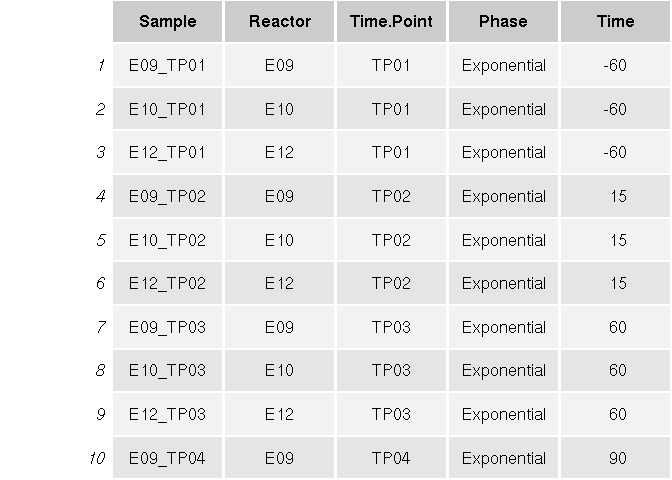 Sample Reactor Time.Point Phase Time
1 E09_TP01 E09 TP01 Exponential -60
2 E10_TP01 E10 TP01 Exponential -60
3 E12_TP01 E12 TP01 Exponential -60
4 E09_TP02 E09 TP02 Exponential 15
5 E10_TP02 E10 TP02 Exponential 15
6 E12_TP02 E12 TP02 Exponential 15
7 E09_TP03 E09 TP03 Exponential 60
8 E10_TP03 E10 TP03 Exponential 60
9 E12_TP03 E12 TP03 Exponential 60
10 E09_TP04 E09 TP04 Exponential 90